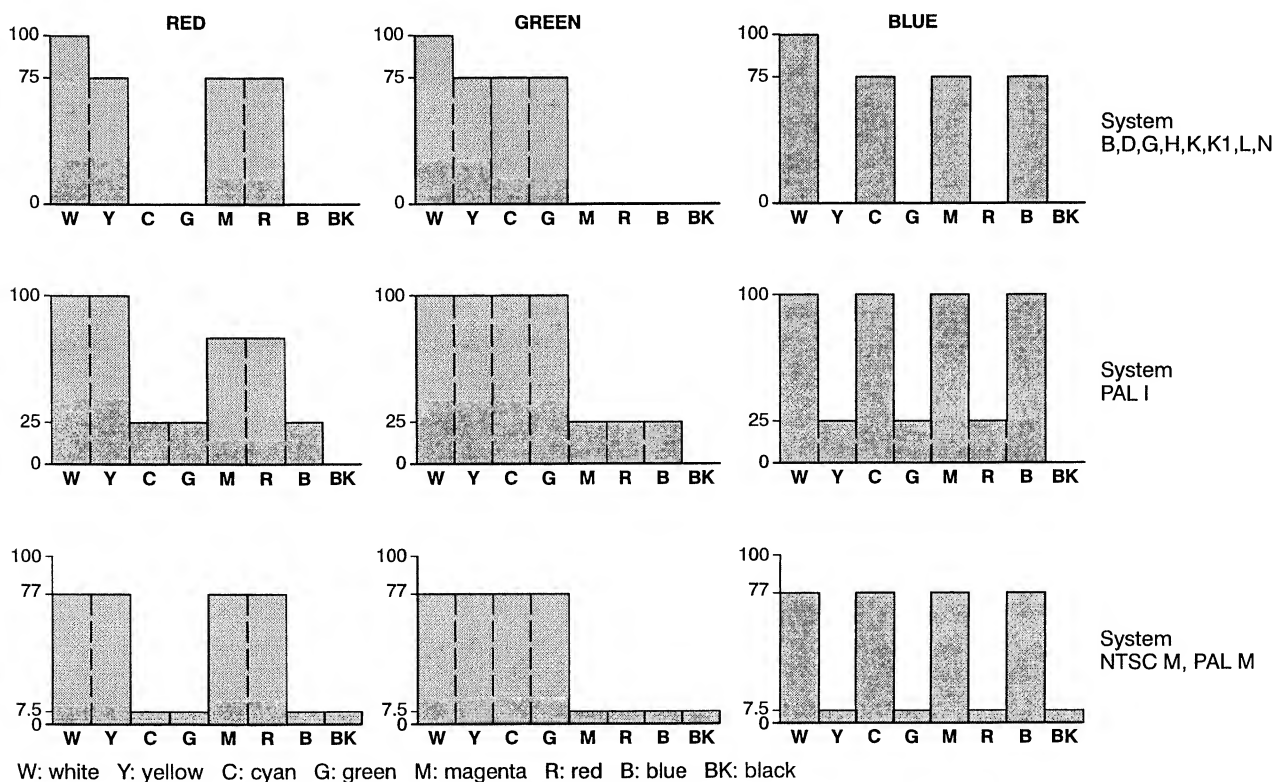 RED GREEN BLUE
100 100 100
75 75 75
System
B,D,G,H,K,K1,L,N
0 0 0
W Y C G M R B BK W Y C G M R B BK W Y C G M R B BK
100 100 100
System
PAL I
25 25 25
0 0 0
W Y C G M R B BK W Y C G M R B BK W Y C G M R B BK
100 100 100
77 77 77
System
NTSC M, PAL M
7.5 7.5 7.5
0 0 0
W Y C G M R B BK W Y C G M R B BK W Y C G M R B BK
W: white Y: yellow C: cyan G: green M: magenta R: red B: blue BK: black